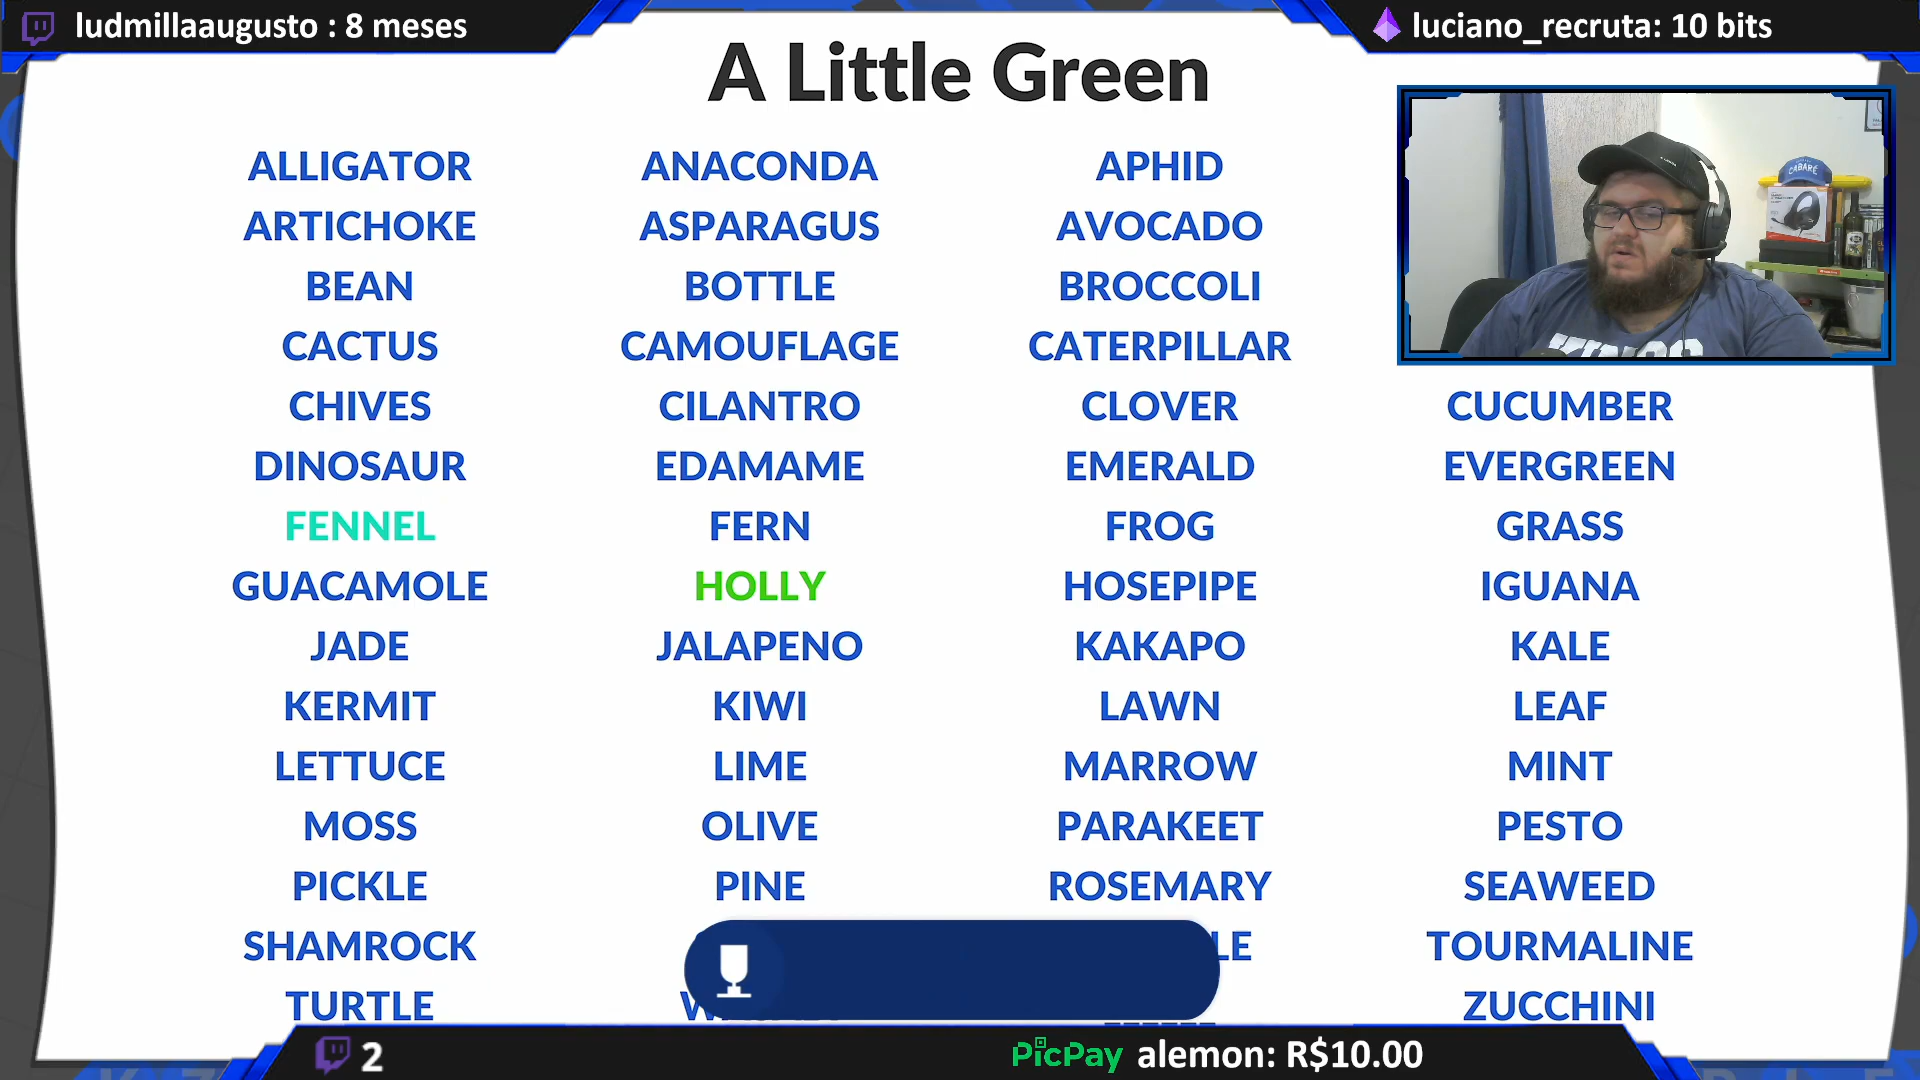 ludmillaaugusto : 8 meses
luciano_recruta: 10 bits
A Little Green
ALLIGATOR ANACONDA APHID
ARTICHOKE ASPARAGUS AVOCADO
BEAN BOTTLE BROCCOLI
CACTUS CAMOUFLAGE CATERPILLAR
CHIVES CILANTRO CLOVER CUCUMBER
DINOSAUR EDAMAME EMERALD EVERGREEN
FENNEL FERN FROG GRASS
GUACAMOLE HOLLY HOSEPIPE IGUANA
JADE JALAPENO KAKAPO KALE
KERMIT KIWI LAWN LEAF
LETTUCE LIME MARROW MINT
MOSS OLIVE PARAKEET PESTO
PICKLE PINE ROSEMARY SEAWEED
SHAMROCK LE TOURMALINE
TURTLE ZUCCHINI
2
PicPay alemon: R$10.00
CABARÉ